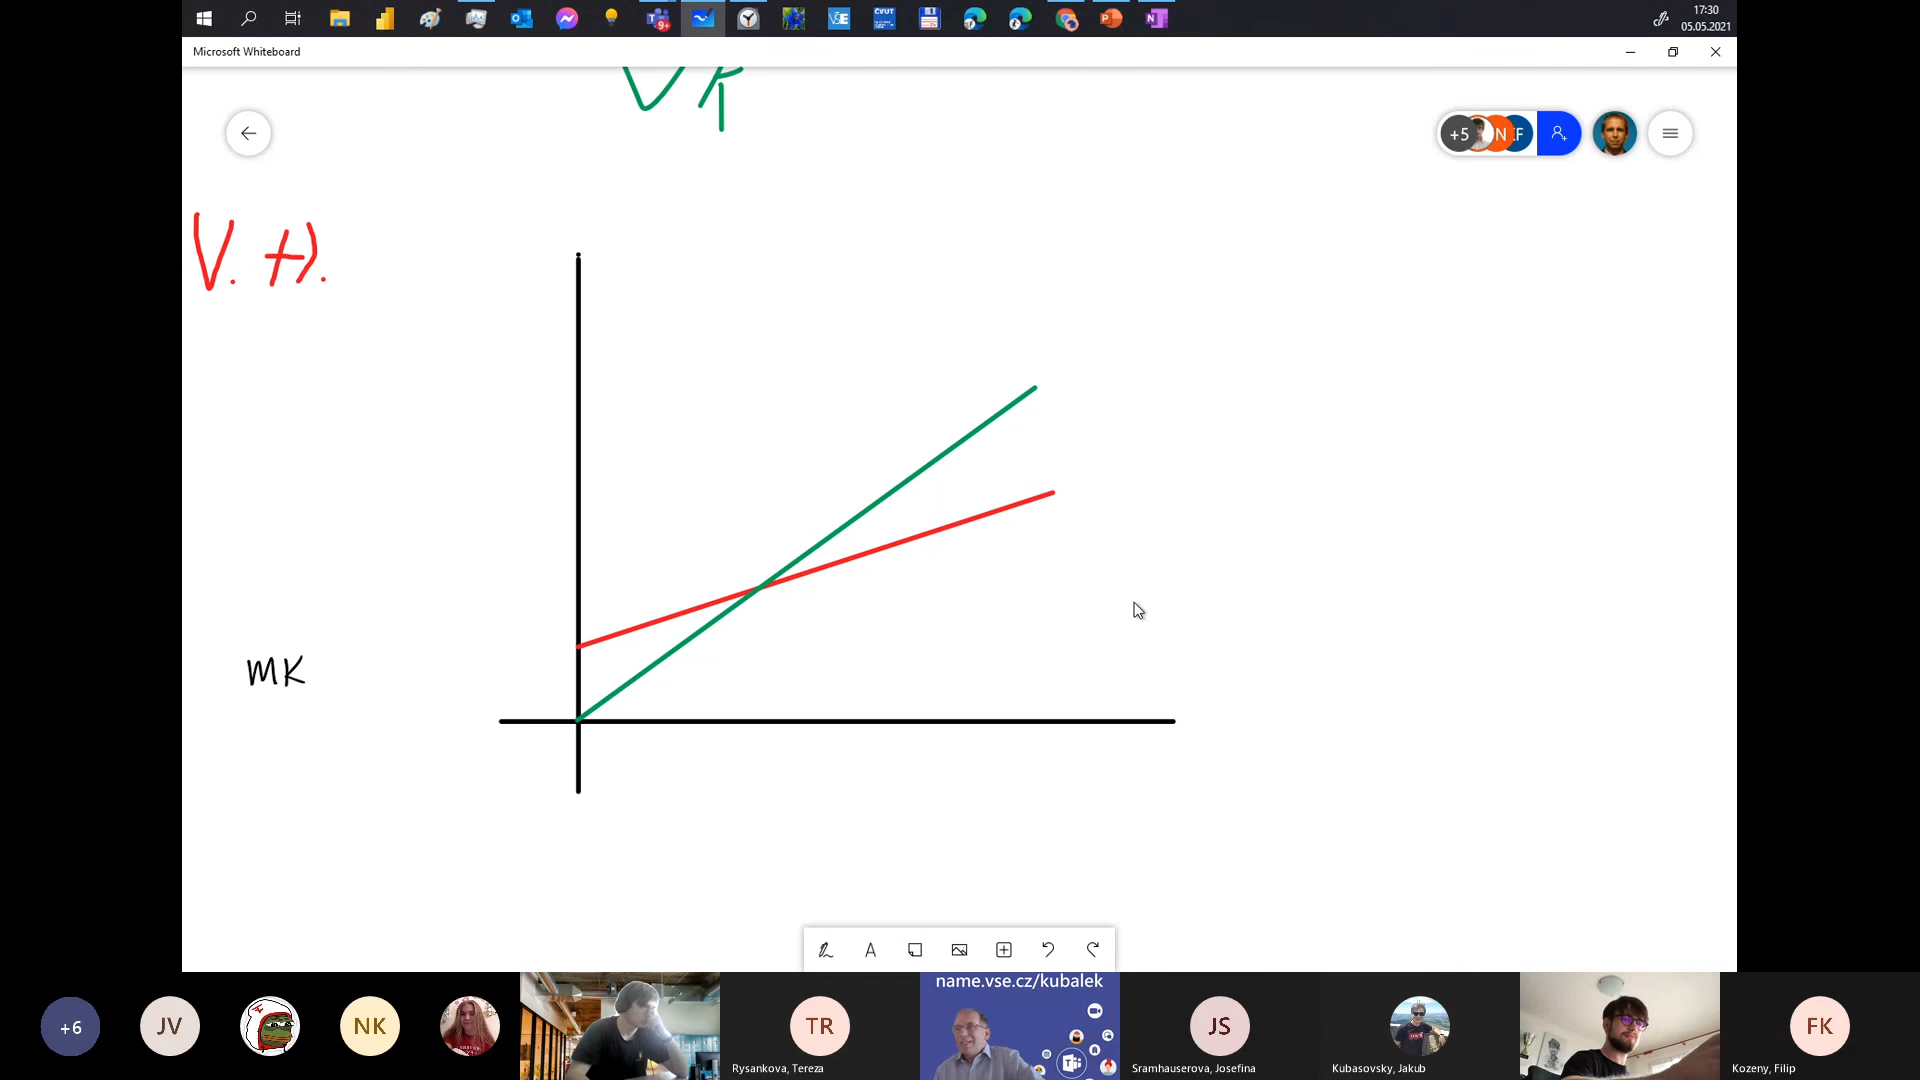 17:30
05.05.2021
Microsoft Whiteboard
+5
N
EF
V. H.
MK
+6
JV
NK
TR
Rysankova, Tereza
name.vse.cz/kubalek
JS
Sramhauserova, Josefina
Kubasovsky, Jakub
FK
Kozeny, Filip